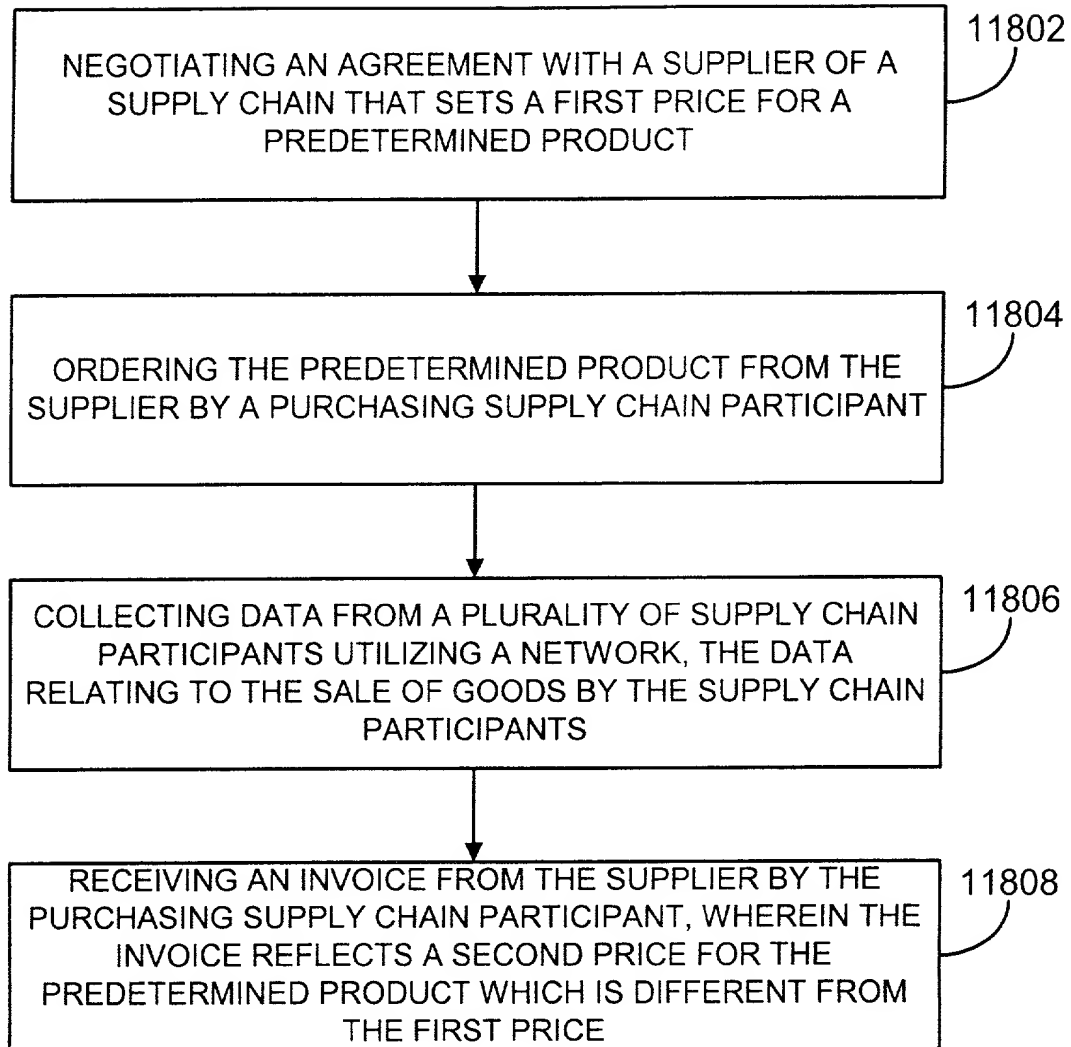 11802
NEGOTIATING AN AGREEMENT WITH A SUPPLIER OF A
SUPPLY CHAIN THAT SETS A FIRST PRICE FOR A
PREDETERMINED PRODUCT
11804
ORDERING THE PREDETERMINED PRODUCT FROM THE
SUPPLIER BY A PURCHASING SUPPLY CHAIN PARTICIPANT
11806
COLLECTING DATA FROM A PLURALITY OF SUPPLY CHAIN
PARTICIPANTS UTILIZING A NETWORK, THE DATA
RELATING TO THE SALE OF GOODS BY THE SUPPLY CHAIN
PARTICIPANTS
11808
RECEIVING AN INVOICE FROM THE SUPPLIER BY THE
PURCHASING SUPPLY CHAIN PARTICIPANT, WHEREIN THE
INVOICE REFLECTS A SECOND PRICE FOR THE
PREDETERMINED PRODUCT WHICH IS DIFFERENT FROM
THE FIRST PRICE